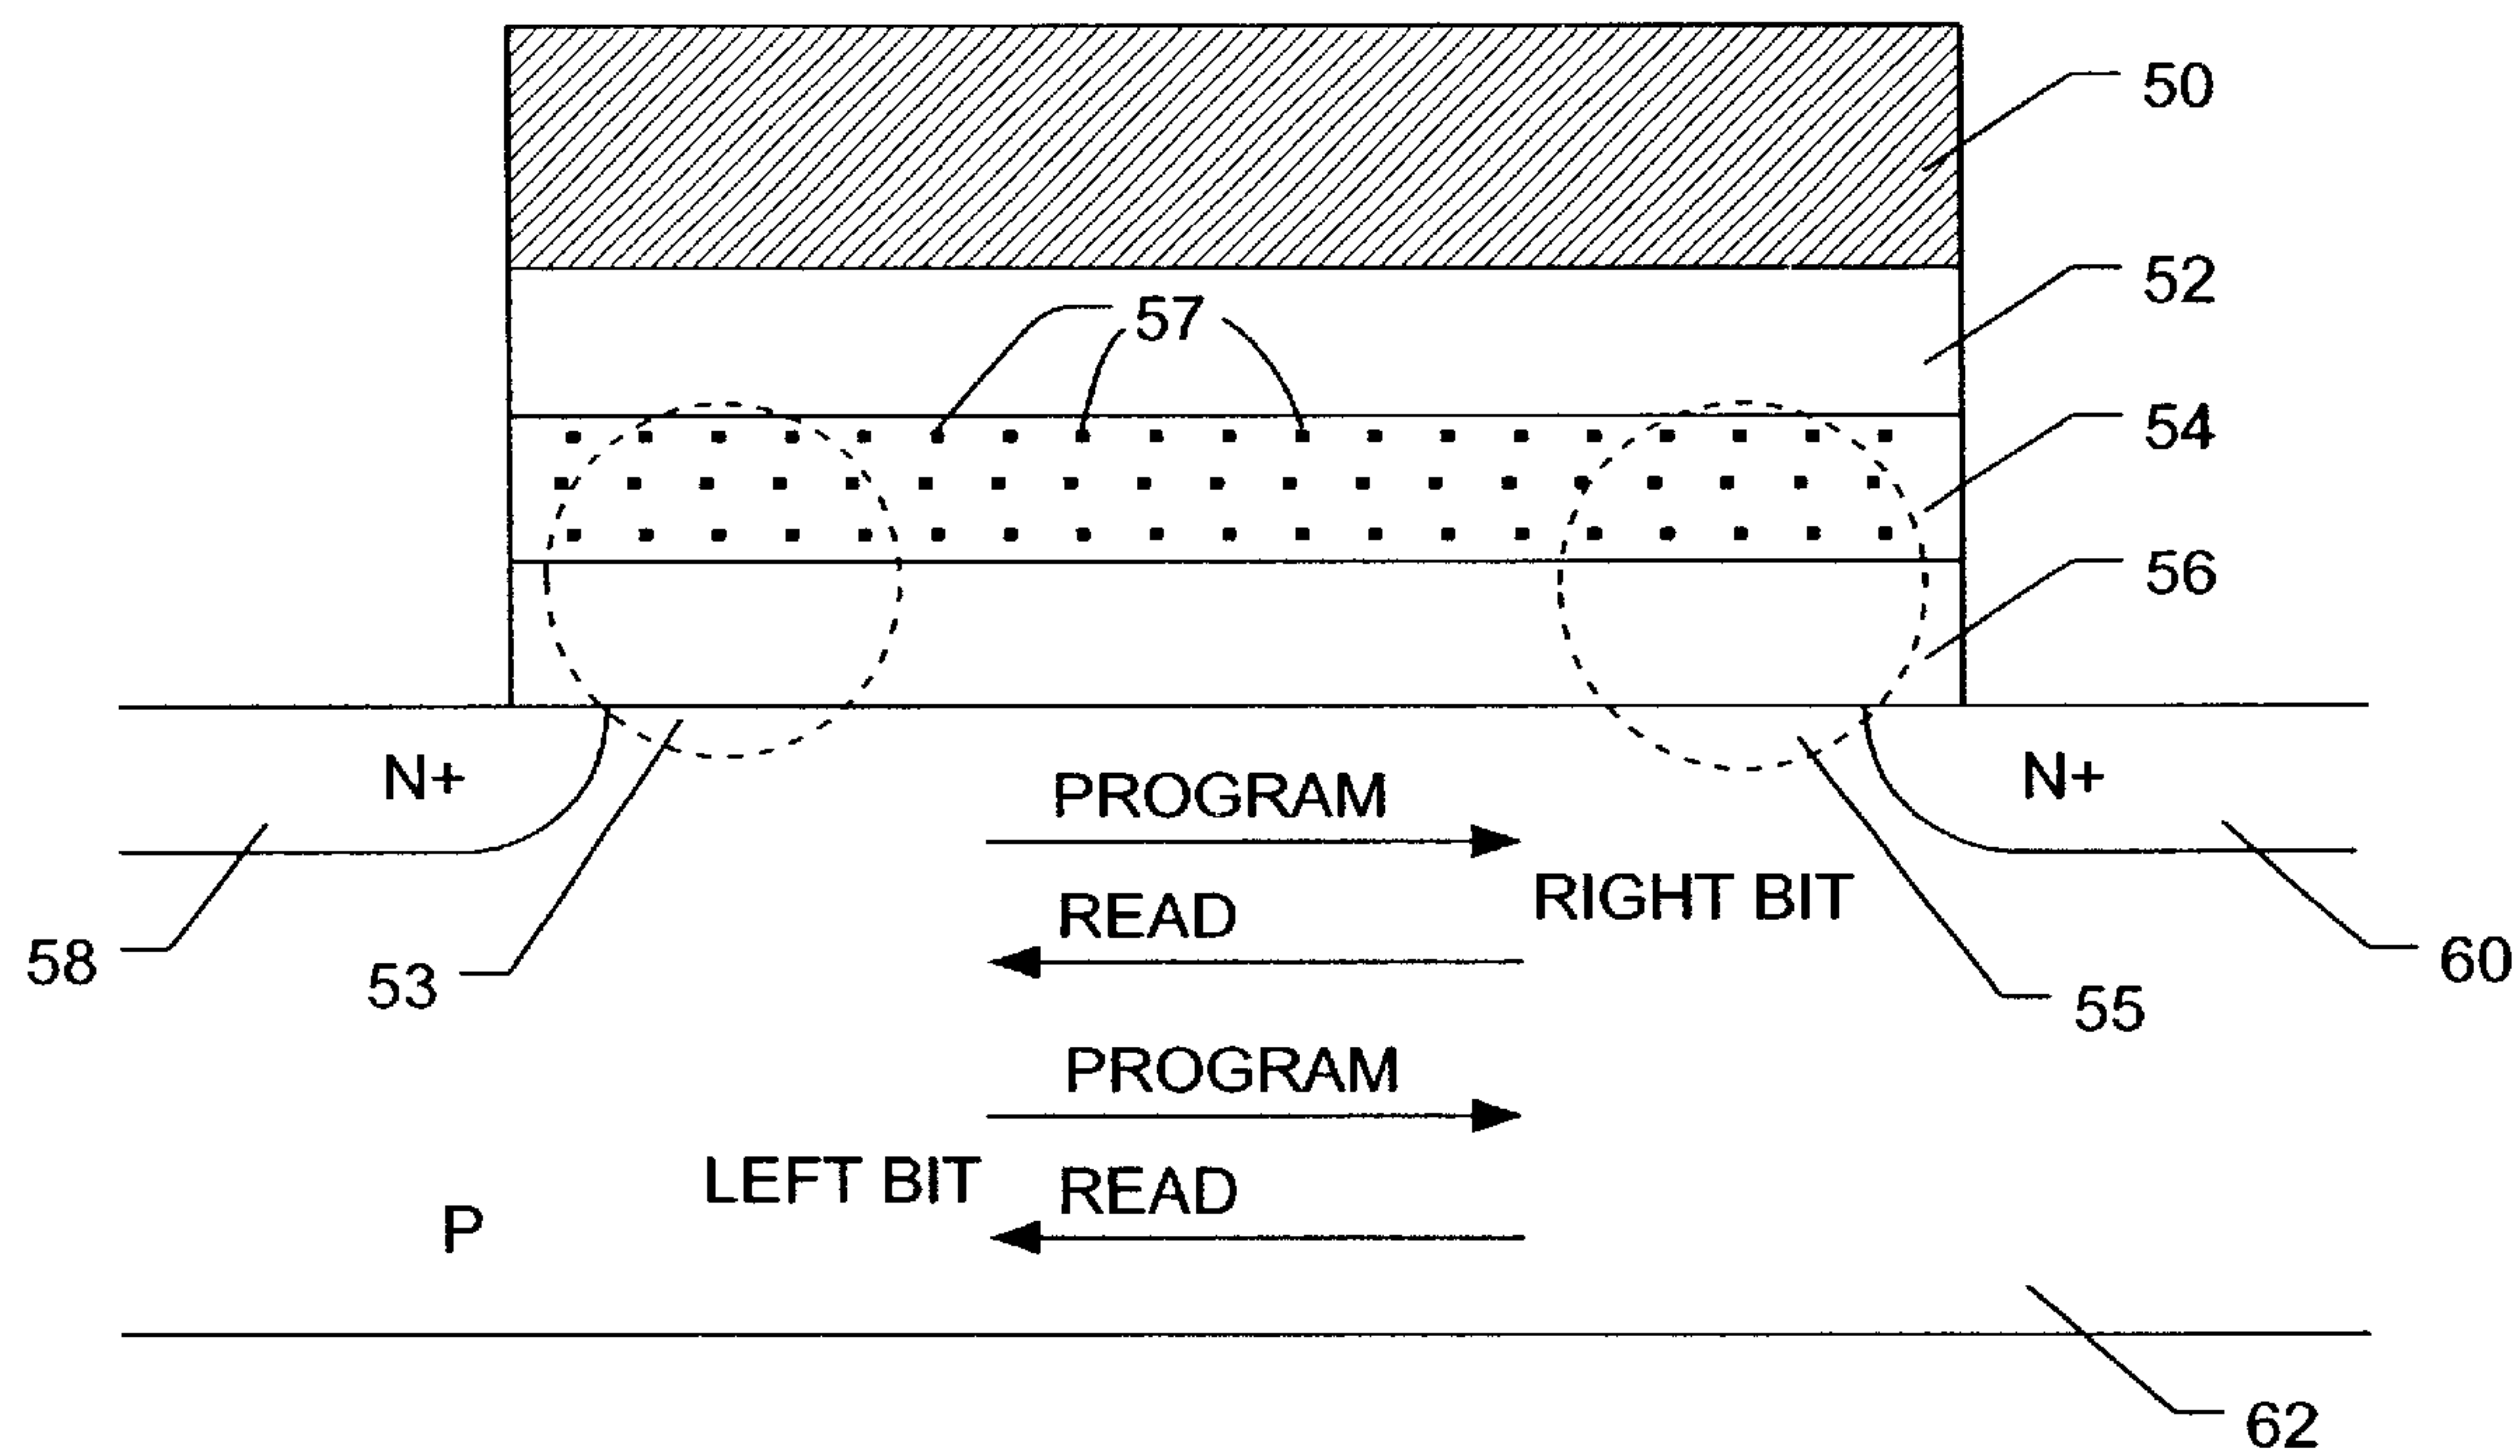 50
52
57
54
56
N+
N+
PROGRAM
RIGHT BIT
READ
58
53
60
55
PROGRAM
LEFT BIT
READ
P
62